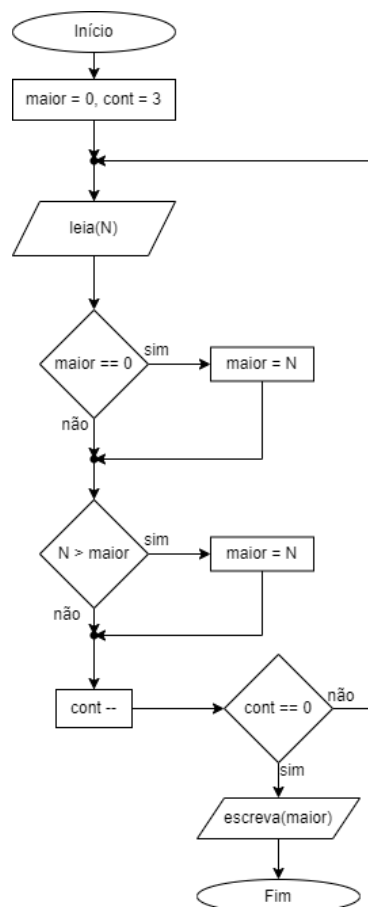 Início
maior = 0, cont = 3
leia(N)
maior == 0
sim
maior = N
não
N > maior
sim
maior = N
não
cont --
cont == 0
não
sim
escreva(maior)
Fim